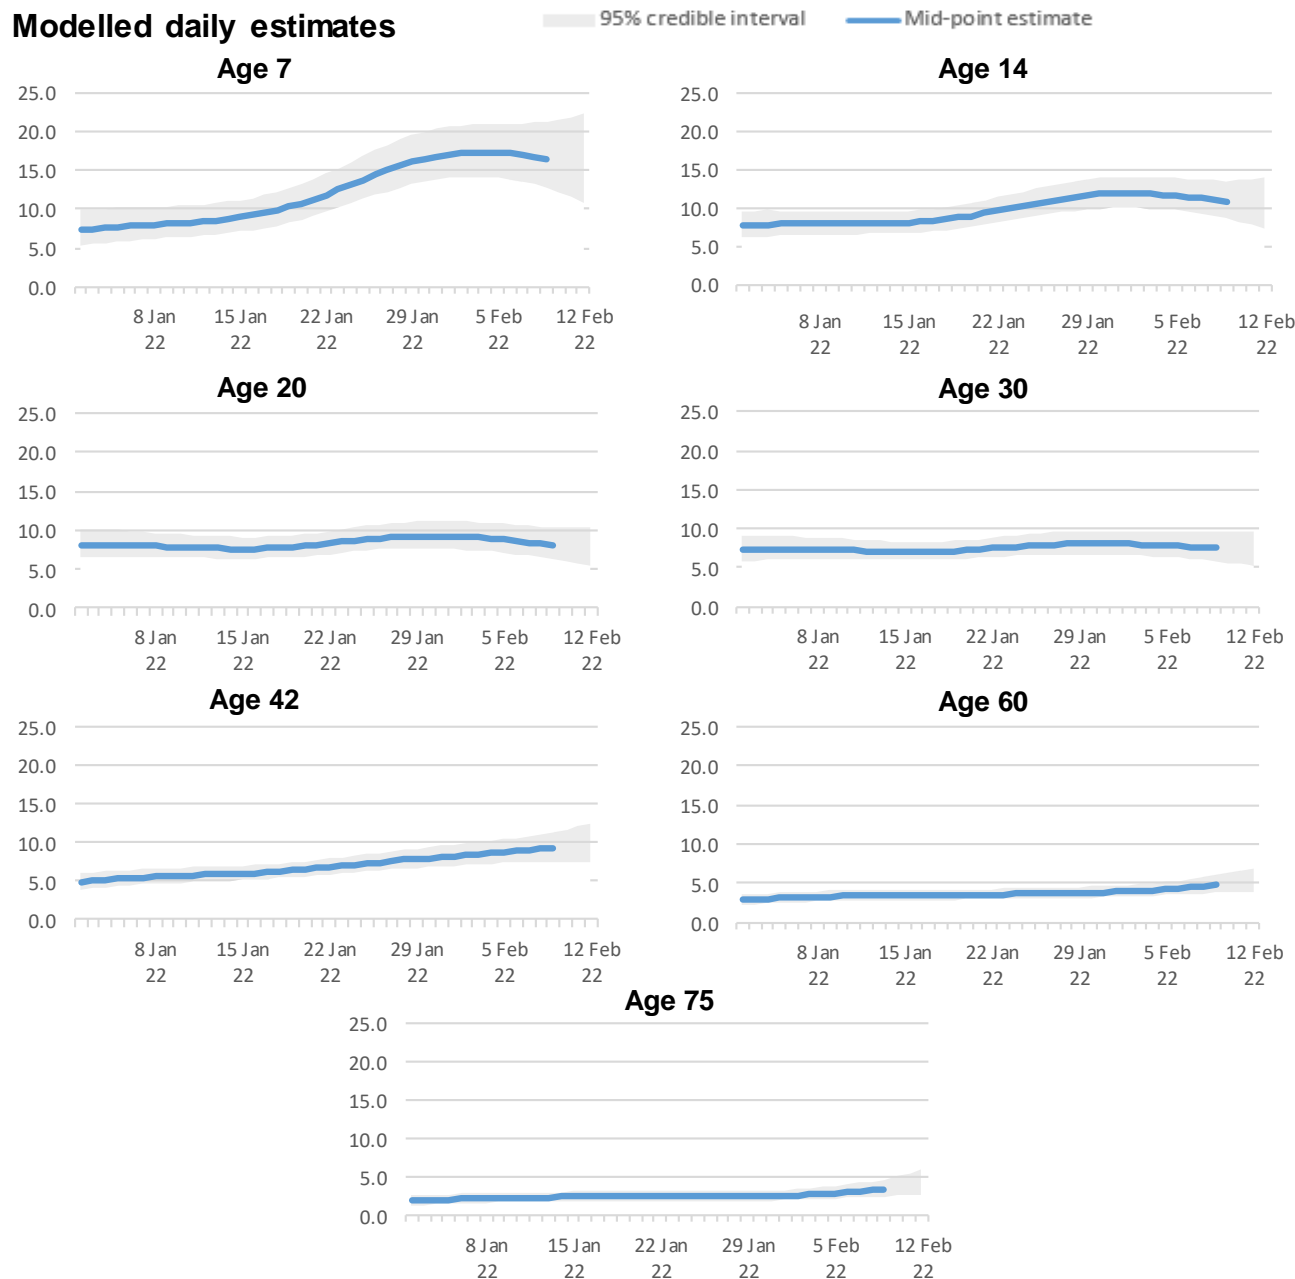 Modelled daily estimates
95% credible interval
Mid-point estimate
Age 7
25.0
20.0
15.0
10.0
5.0
0.0
8 Jan 22
15 Jan 22
22 Jan 22
29 Jan 22
5 Feb 22
12 Feb 22
Age 14
25.0
20.0
15.0
10.0
5.0
0.0
8 Jan 22
15 Jan 22
22 Jan 22
29 Jan 22
5 Feb 22
12 Feb 22
Age 20
25.0
20.0
15.0
10.0
5.0
0.0
8 Jan 22
15 Jan 22
22 Jan 22
29 Jan 22
5 Feb 22
12 Feb 22
Age 30
25.0
20.0
15.0
10.0
5.0
0.0
8 Jan 22
15 Jan 22
22 Jan 22
29 Jan 22
5 Feb 22
12 Feb 22
Age 42
25.0
20.0
15.0
10.0
5.0
0.0
8 Jan 22
15 Jan 22
22 Jan 22
29 Jan 22
5 Feb 22
12 Feb 22
Age 60
25.0
20.0
15.0
10.0
5.0
0.0
8 Jan 22
15 Jan 22
22 Jan 22
29 Jan 22
5 Feb 22
12 Feb 22
Age 75
25.0
20.0
15.0
10.0
5.0
0.0
8 Jan 22
15 Jan 22
22 Jan 22
29 Jan 22
5 Feb 22
12 Feb 22